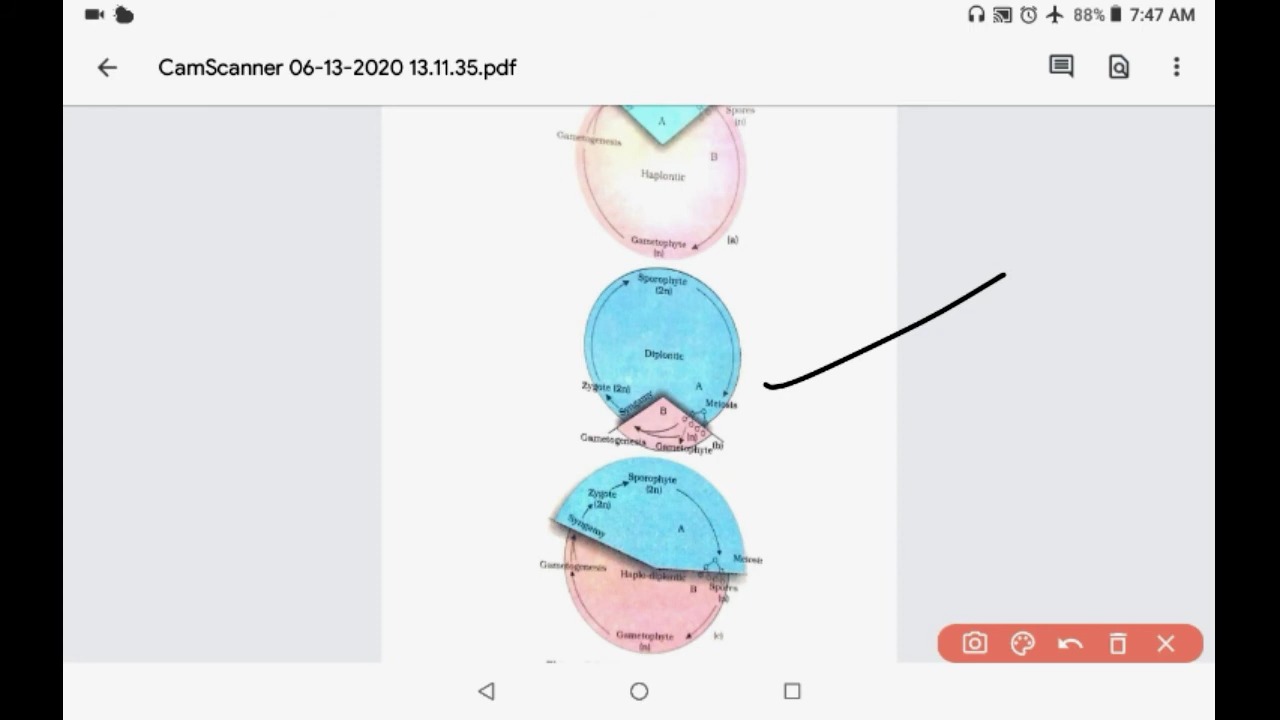 88% 7:47 AM
CamScanner 06-13-2020 13.11.35.pdf
A
Spores
(n)
Gametogenesis
B
Haplontic
Gametophyte
(n)
(a)
Sporophyte
(2n)
Diplontic
Zygote (2n)
A
Syngamy
Meiosis
B
(n)
Gametogenesis
Gametophyte
(b)
Sporophyte
(2n)
Zygote
(2n)
Syngamy
A
Meiosis
Gametogenesis
Haplo-diplontic
B
Spores
(n)
Gametophyte
(n)
(c)